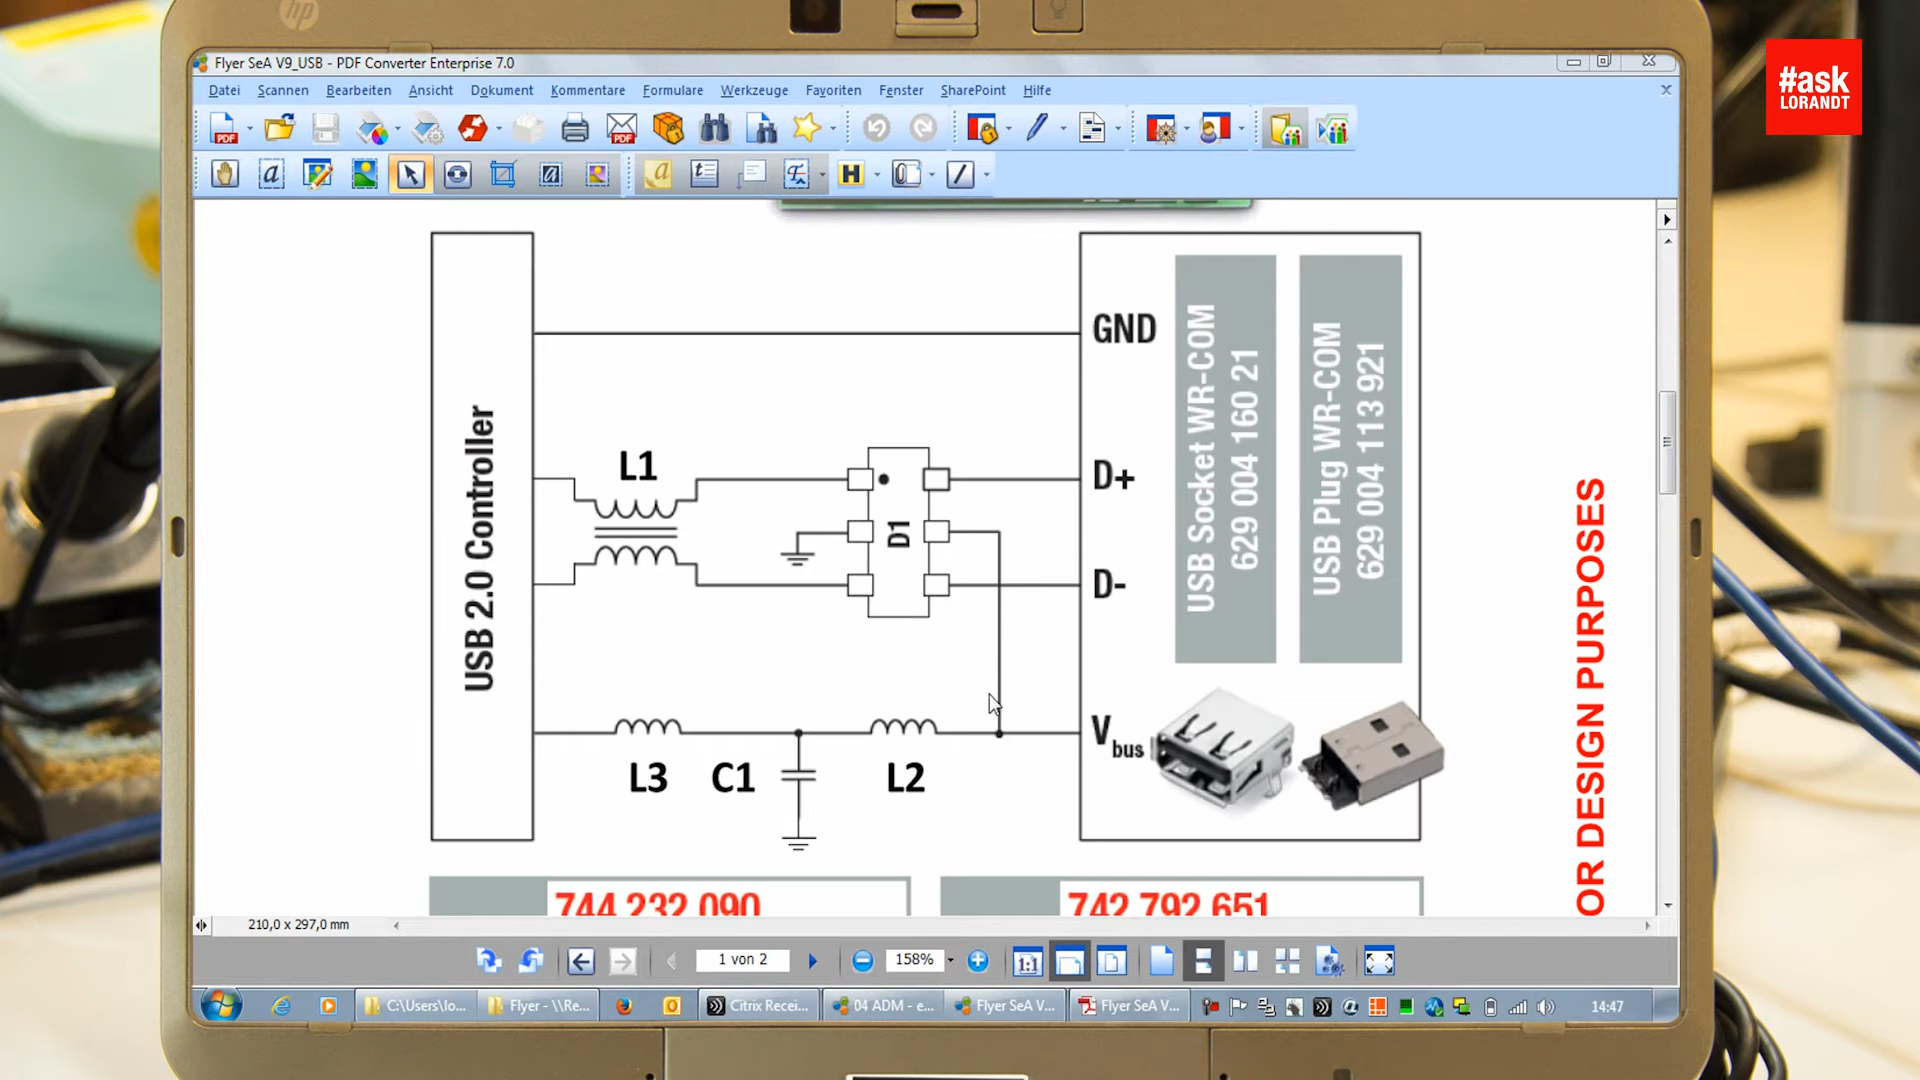 hp
#ask
LORANDT
Flyer SeA V9_USB - PDF Converter Enterprise 7.0
Datei Scannen Bearbeiten Ansicht Dokument Kommentare Formulare Werkzeuge Favoriten Fenster SharePoint Hilfe
USB 2.0 Controller
GND
L1
D+
D1
D-
L3 C1 L2
Vbus
USB Socket WR-COM
629 004 160 21
USB Plug WR-COM
629 004 113 921
OR DESIGN PURPOSES
744 232 090
742 792 651
210,0 x 297,0 mm
1 von 2
158%
1:1
C:\Users\lo...
Flyer - \\Re...
Citrix Recei...
04 ADM - e...
Flyer SeA V...
Flyer SeA V...
14:47